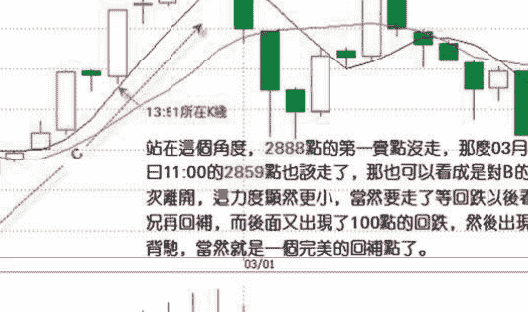 13:51所在K線
C
站在這個角度，2888點的第一賣點沒走，那麼03月
日11:00的2859點也該走了，那也可以看成是對B的
次離開，這力度顯然更小，當然要走了等回跌以後看
況再回補，而後面又出現了100點的回跌，然後出現
背馳，當然就是一個完美的回補點了。
03/01